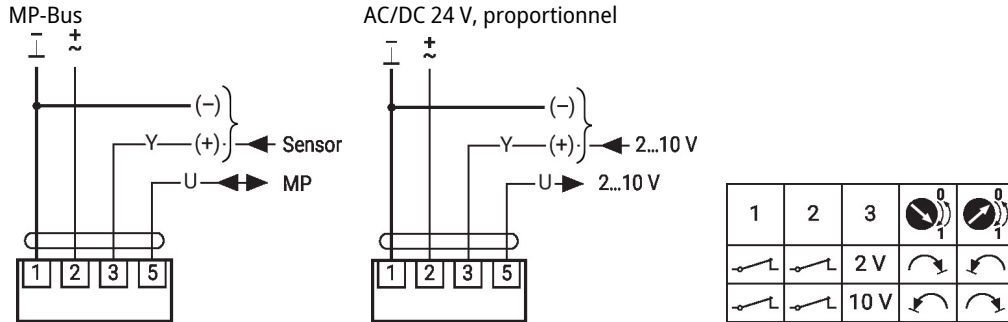 MP-Bus
AC/DC 24 V, proportionnel
− +
⊥ ~
− +
⊥ ~
(−)
Y (+) Sensor
U MP
1 2 3 5
(−)
Y (+) 2...10 V
U 2...10 V
1 2 3 5
1 2 3 0 1 0 1
2 V
10 V